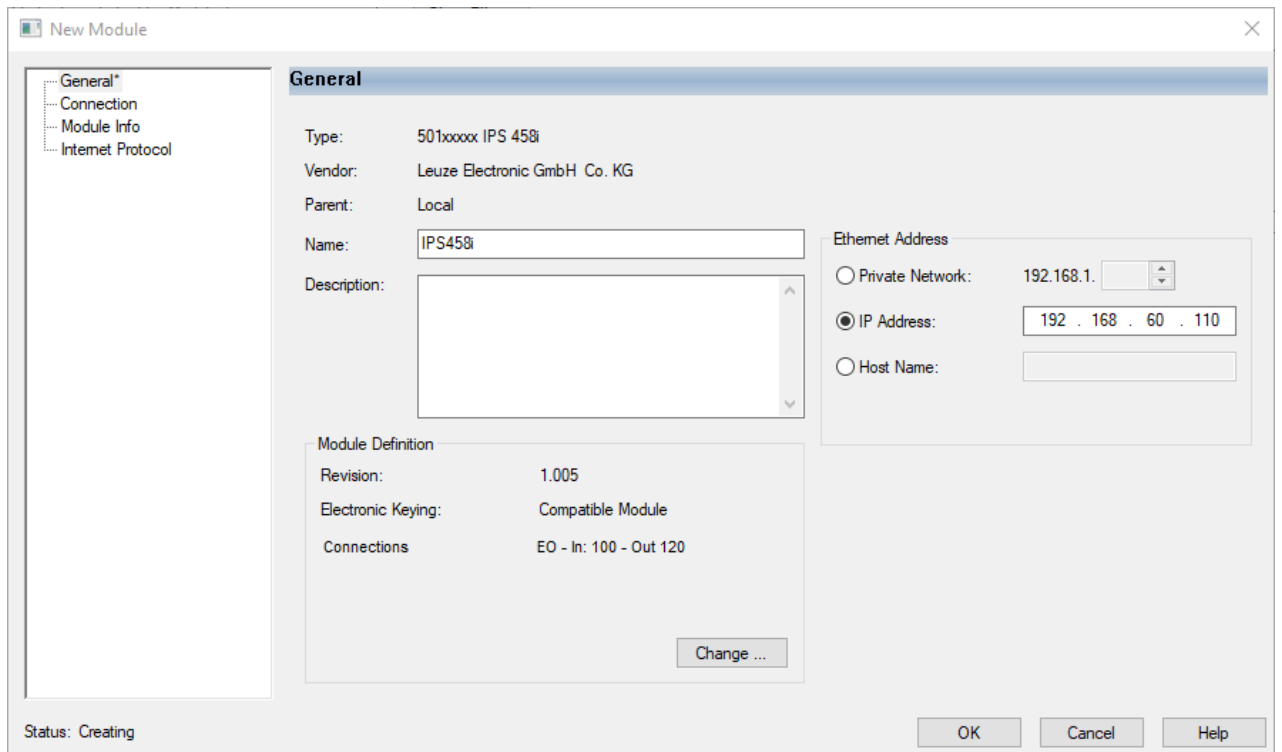 New Module
General*
Connection
Module Info
Internet Protocol
General
Type: 501xxxxx IPS 458i
Vendor: Leuze Electronic GmbH Co. KG
Parent: Local
Name: IPS458i
Description:
Ethernet Address
Private Network: 192.168.1.
IP Address: 192 . 168 . 60 . 110
Host Name:
Module Definition
Revision: 1.005
Electronic Keying: Compatible Module
Connections EO - In: 100 - Out 120
Change ...
Status: Creating
OK Cancel Help